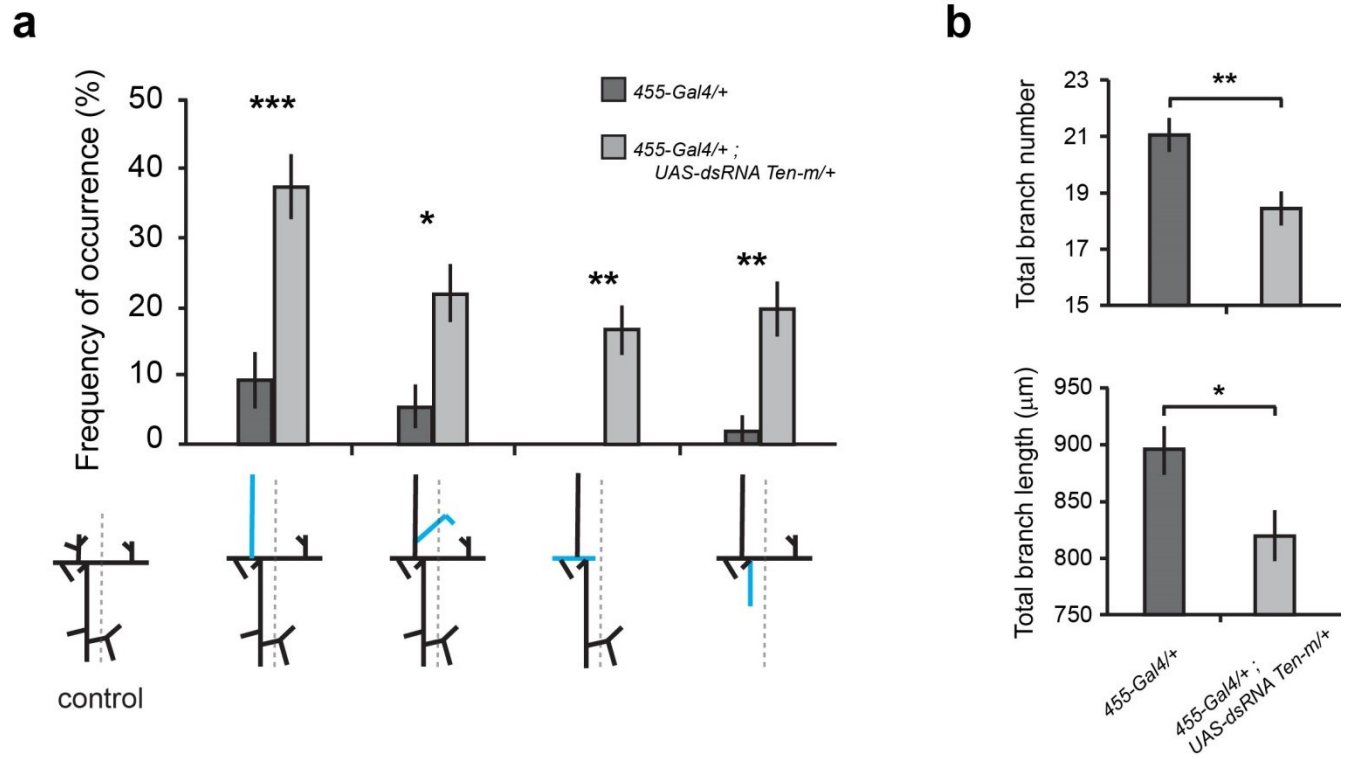 a
Frequency of occurrence (%)
50
40
30
20
10
0
***
*
**
**
455-Gal4/+
455-Gal4/+ ;
UAS-dsRNA Ten-m/+
control
b
Total branch number
23
21
19
17
15
**
Total branch length (µm)
950
900
850
800
750
*
455-Gal4/+
455-Gal4/+ ;
UAS-dsRNA Ten-m/+